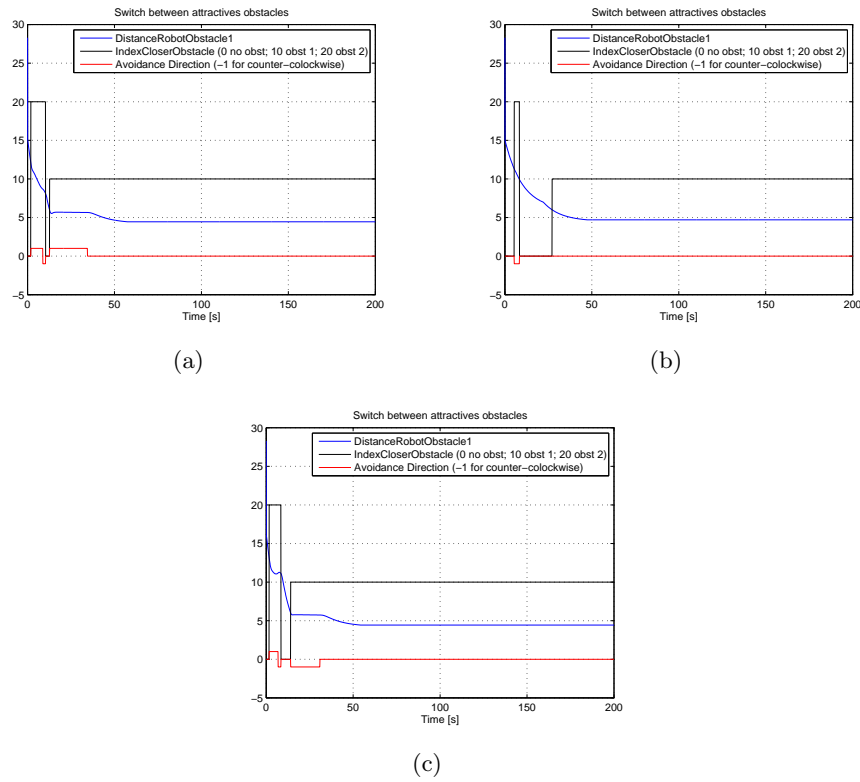 Switch between attractives obstacles
30
25
20
15
10
5
0
−5
DistanceRobotObstacle1
IndexCloserObstacle (0 no obst; 10 obst 1; 20 obst 2)
Avoidance Direction (−1 for counter−colockwise)
0 50 100 150 200
Time [s]
(a)
Switch between attractives obstacles
30
25
20
15
10
5
0
−5
DistanceRobotObstacle1
IndexCloserObstacle (0 no obst; 10 obst 1; 20 obst 2)
Avoidance Direction (−1 for counter−colockwise)
0 50 100 150 200
Time [s]
(b)
Switch between attractives obstacles
30
25
20
15
10
5
0
−5
DistanceRobotObstacle1
IndexCloserObstacle (0 no obst; 10 obst 1; 20 obst 2)
Avoidance Direction (−1 for counter−colockwise)
0 50 100 150 200
Time [s]
(c)